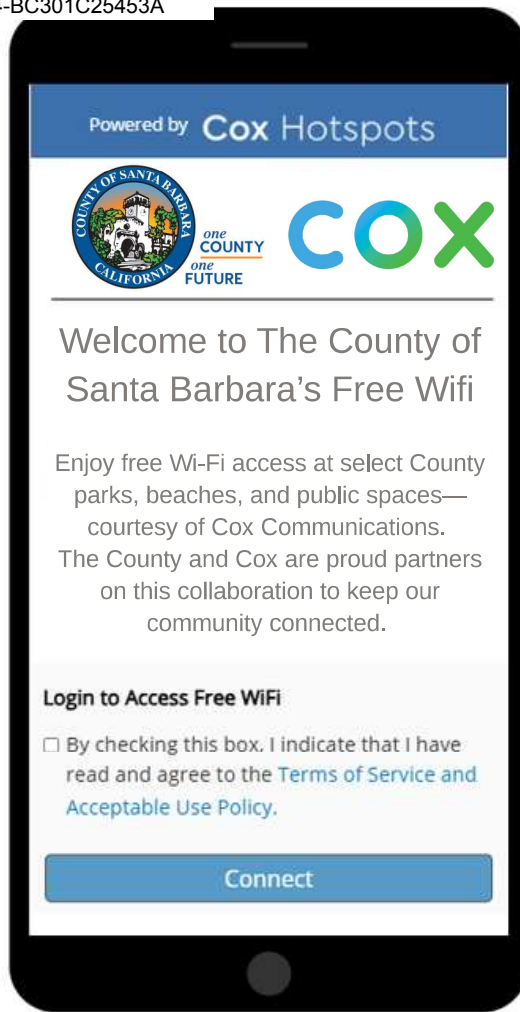 -BC301C25453A
Powered by Cox Hotspots
COUNTY OF SANTA BARBARA
CALIFORNIA
one
COUNTY
one
FUTURE
COX
Welcome to The County of
Santa Barbara’s Free Wifi
Enjoy free Wi-Fi access at select County
parks, beaches, and public spaces—
courtesy of Cox Communications.
The County and Cox are proud partners
on this collaboration to keep our
community connected.
Login to Access Free WiFi
By checking this box. I indicate that I have
read and agree to the Terms of Service and
Acceptable Use Policy.
Connect